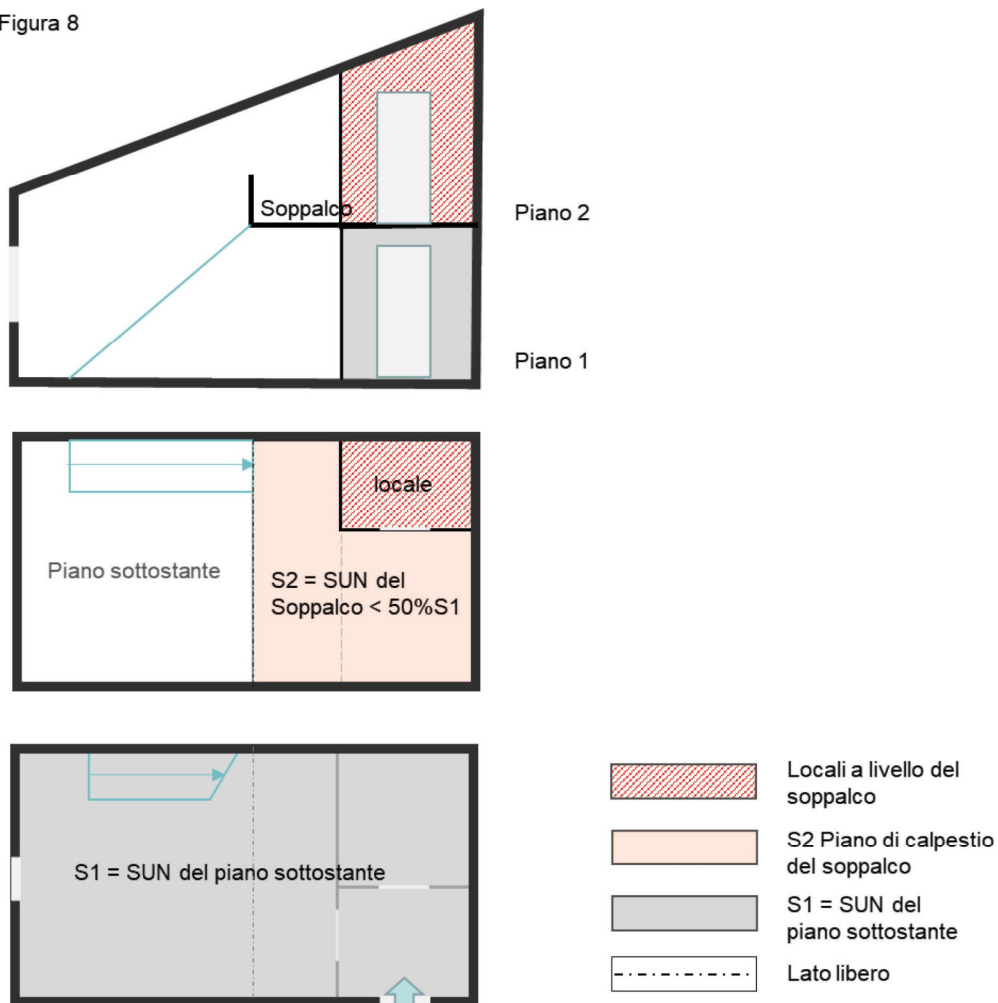 Figura 8
Soppalco
Piano 2
Piano 1
locale
Piano sottostante
S2 = SUN del
Soppalco < 50%S1
S1 = SUN del piano sottostante
Locali a livello del
soppalco
S2 Piano di calpestio
del soppalco
S1 = SUN del
piano sottostante
Lato libero